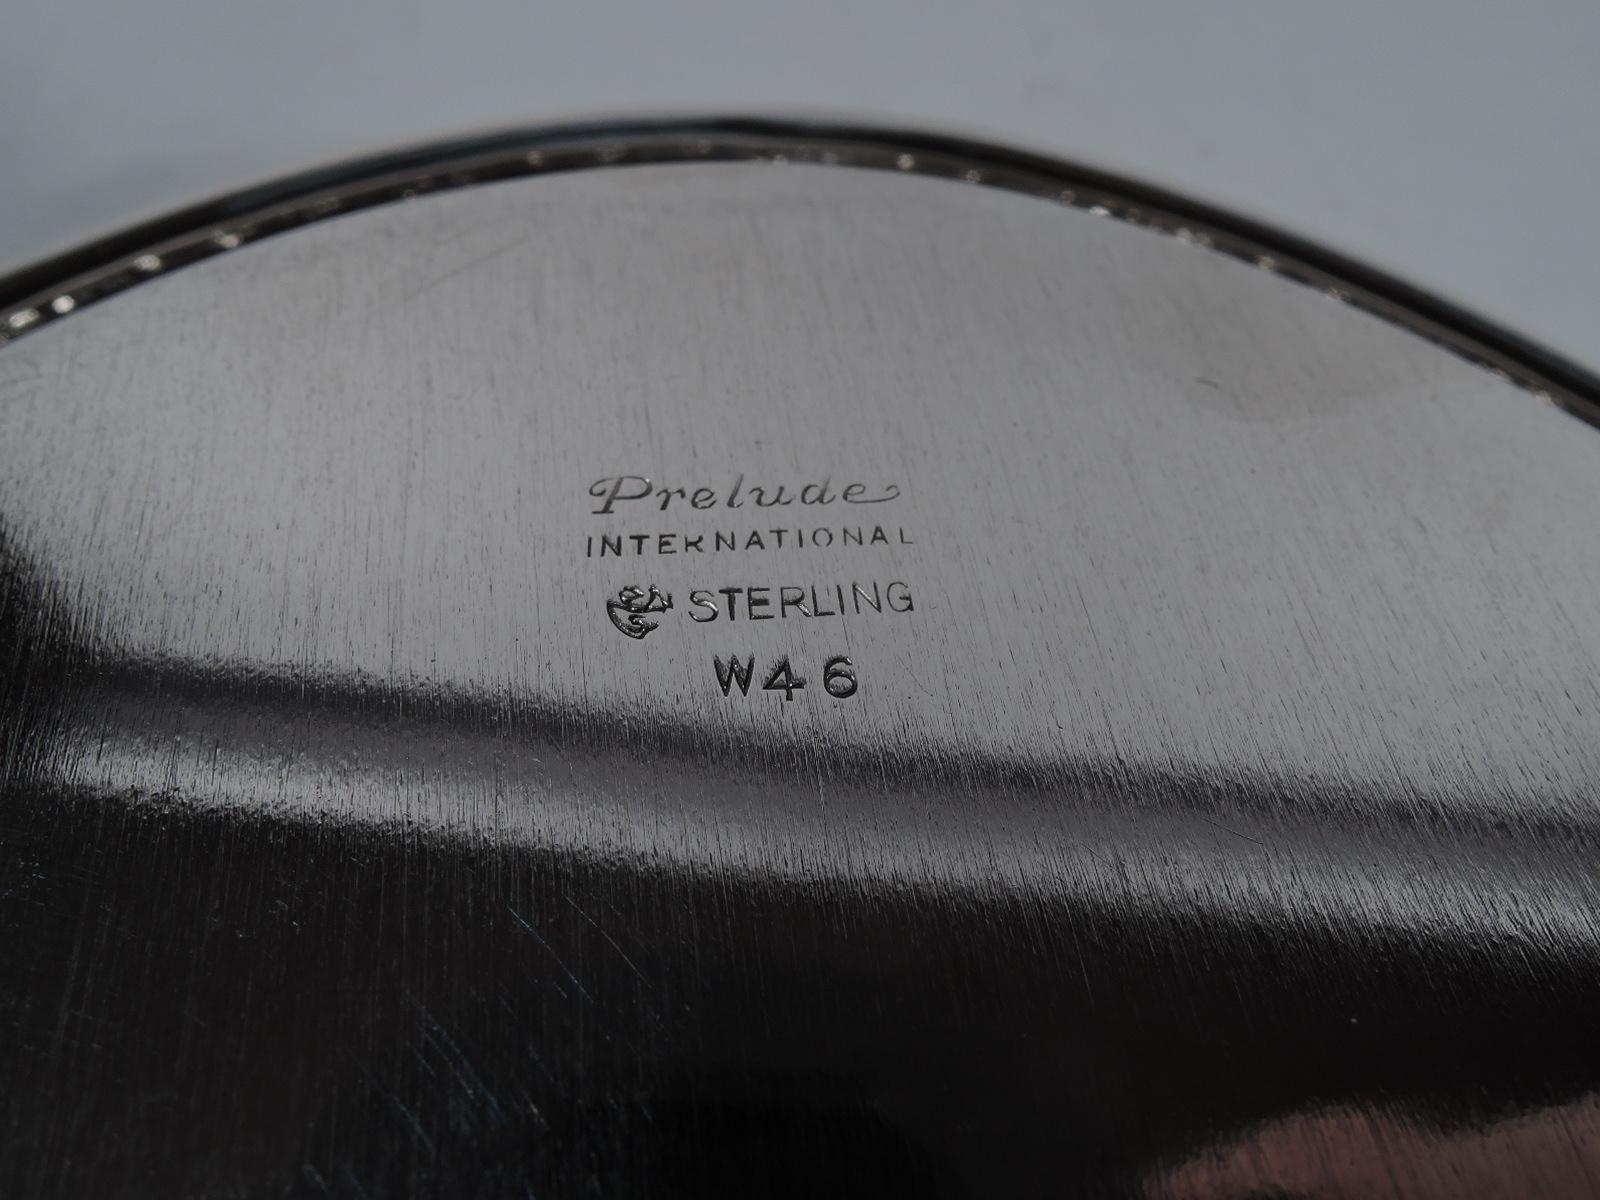 Prelude
INTERNATIONAL
STERLING
W46